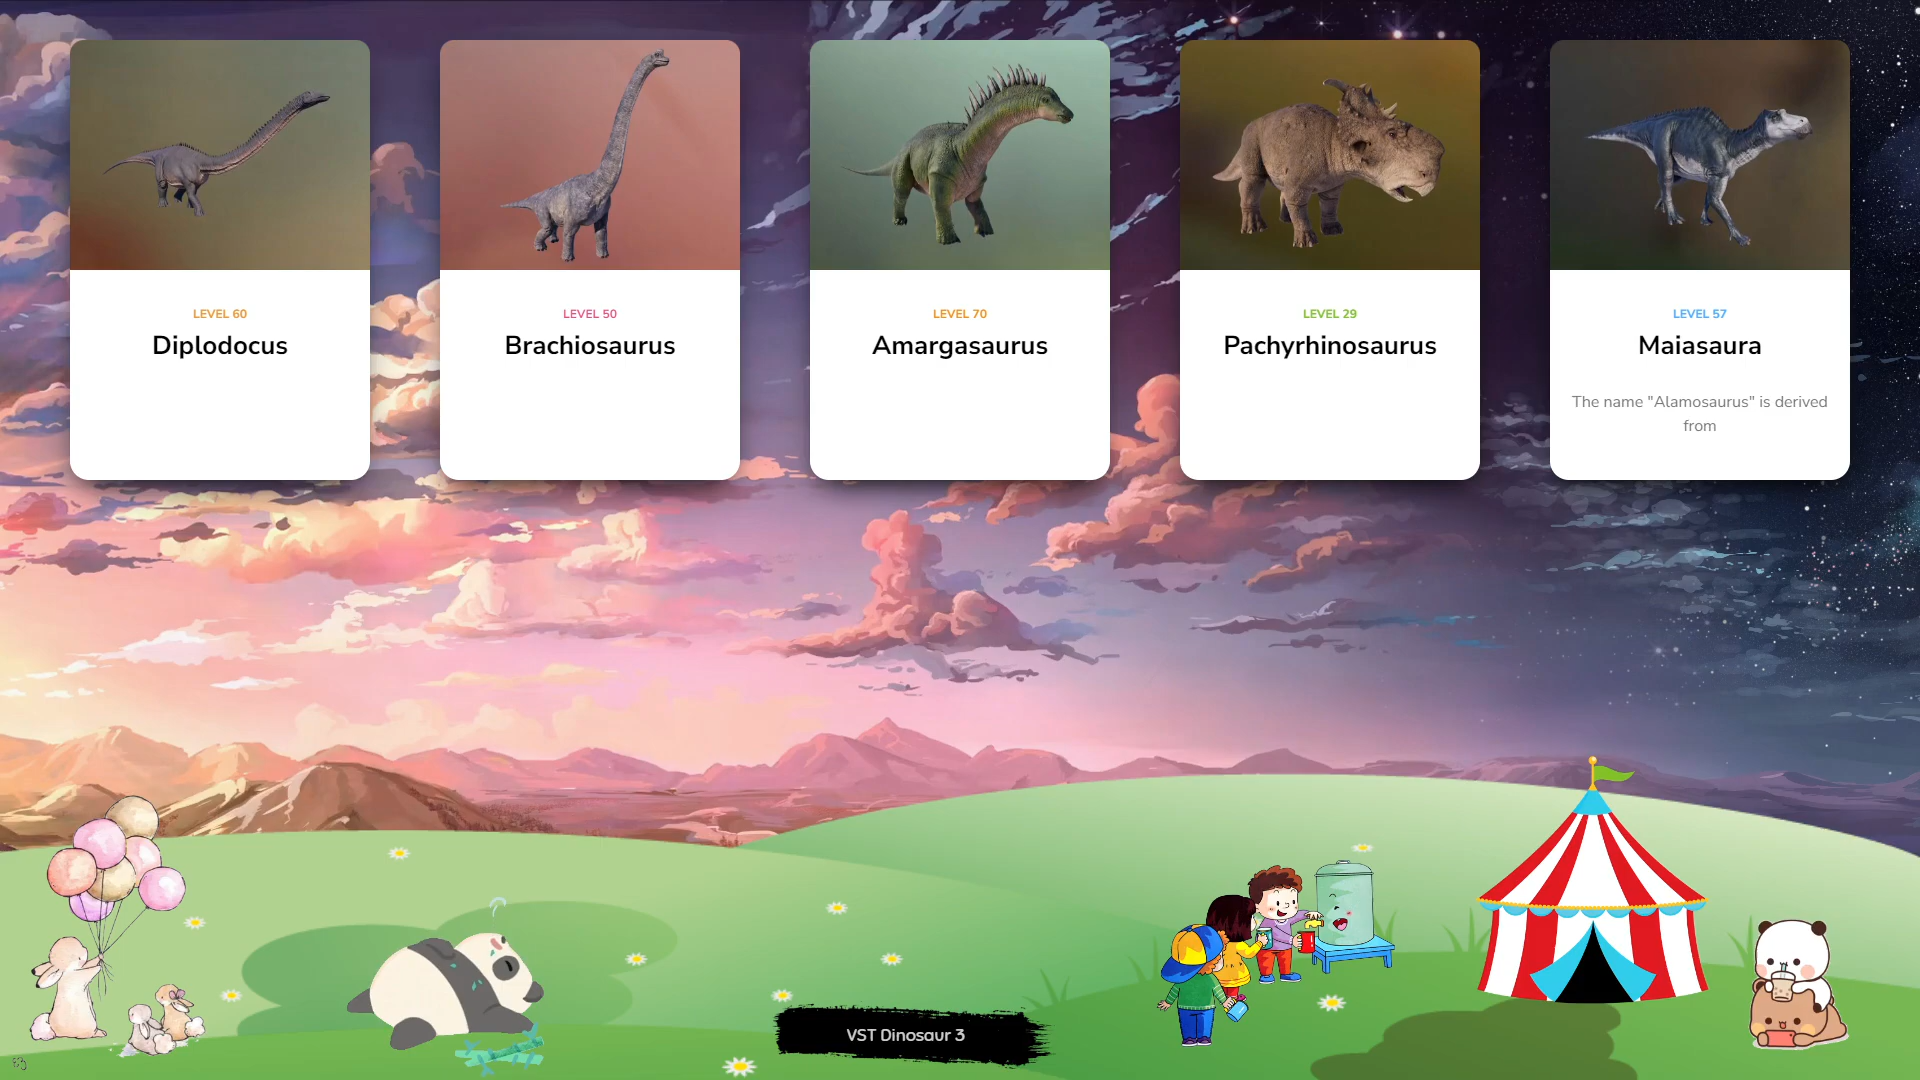 LEVEL 60
Diplodocus
LEVEL 50
Brachiosaurus
LEVEL 70
Amargasaurus
LEVEL 29
Pachyrhinosaurus
LEVEL 57
Maiasaura
The name "Alamosaurus" is derived
from
VST Dinosaur 3